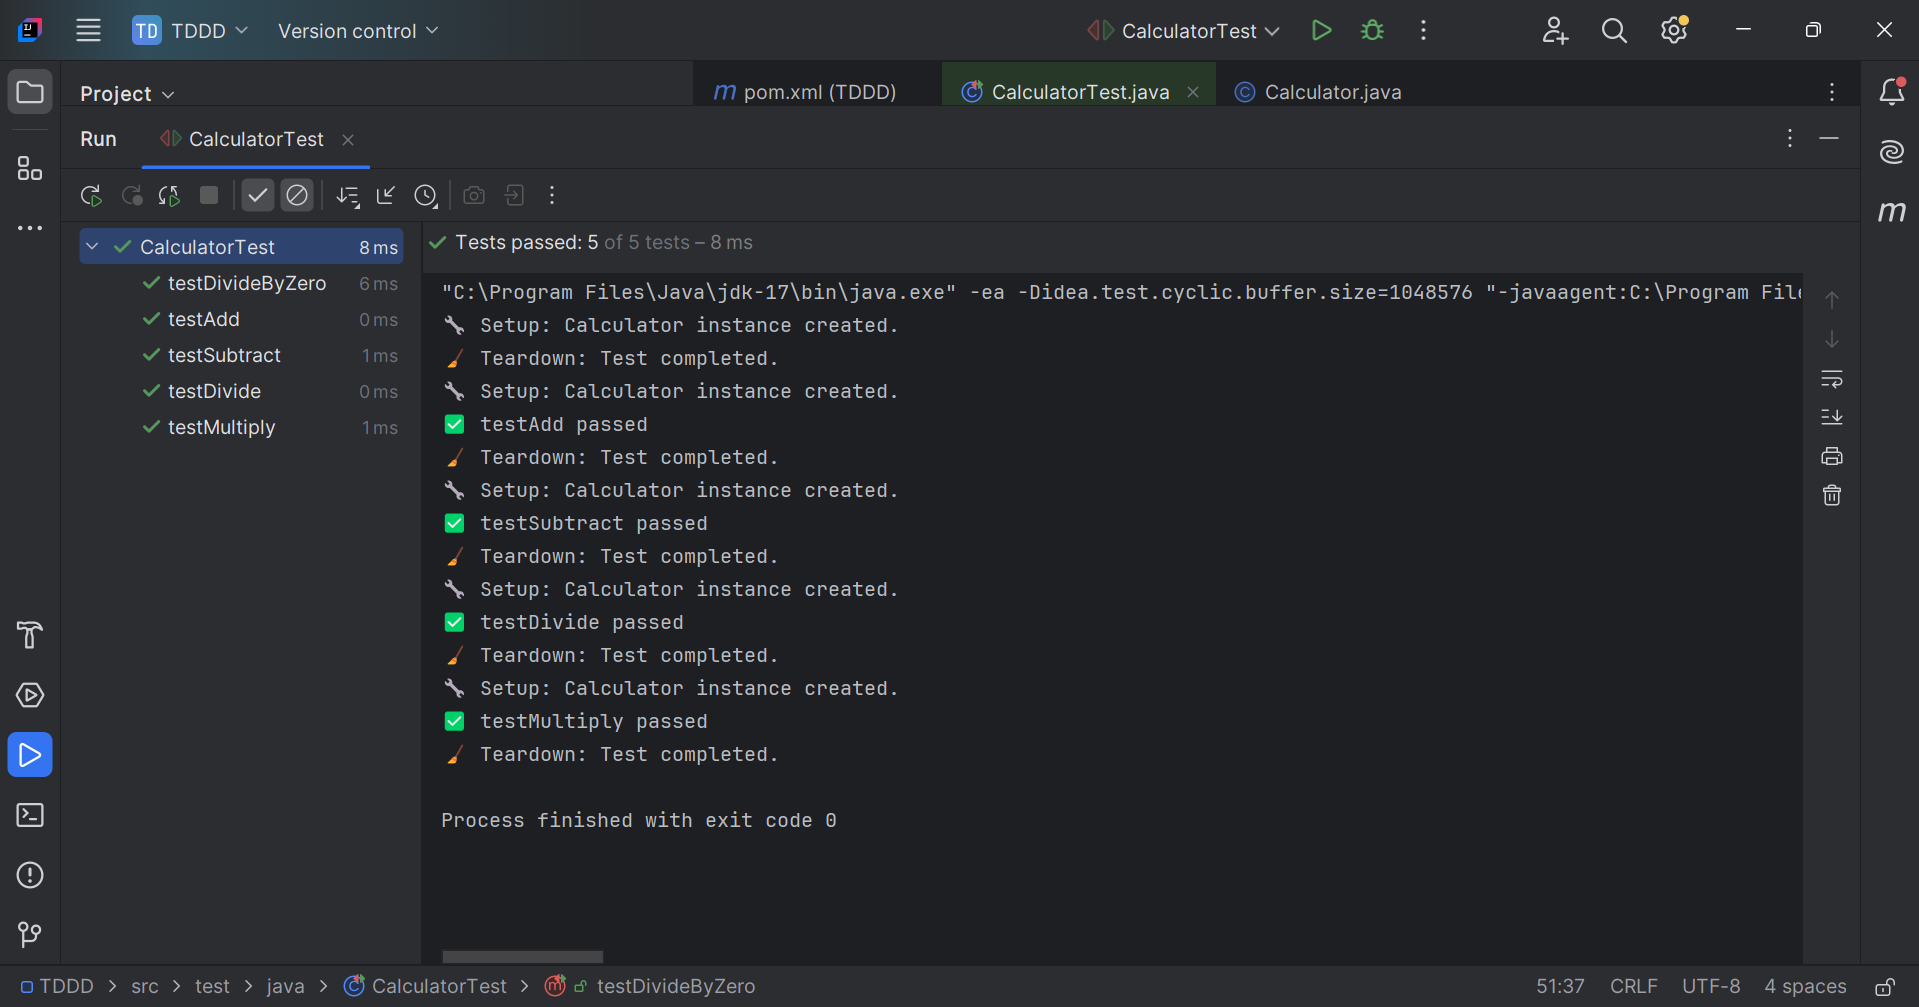 TD TDDD Version control CalculatorTest
Project
m pom.xml (TDDD) CalculatorTest.java Calculator.java
Run CalculatorTest
CalculatorTest 8 ms
testDivideByZero 6 ms
testAdd 0 ms
testSubtract 1 ms
testDivide 0 ms
testMultiply 1 ms
Tests passed: 5 of 5 tests – 8 ms
"C:\Program Files\Java\jdk-17\bin\java.exe" -ea -Didea.test.cyclic.buffer.size=1048576 "-javaagent:C:\Program File
🔧 Setup: Calculator instance created.
🧹 Teardown: Test completed.
🔧 Setup: Calculator instance created.
✅ testAdd passed
🧹 Teardown: Test completed.
🔧 Setup: Calculator instance created.
✅ testSubtract passed
🧹 Teardown: Test completed.
🔧 Setup: Calculator instance created.
✅ testDivide passed
🧹 Teardown: Test completed.
🔧 Setup: Calculator instance created.
✅ testMultiply passed
🧹 Teardown: Test completed.
Process finished with exit code 0
TDDD > src > test > java > CalculatorTest > testDivideByZero 51:37 CRLF UTF-8 4 spaces